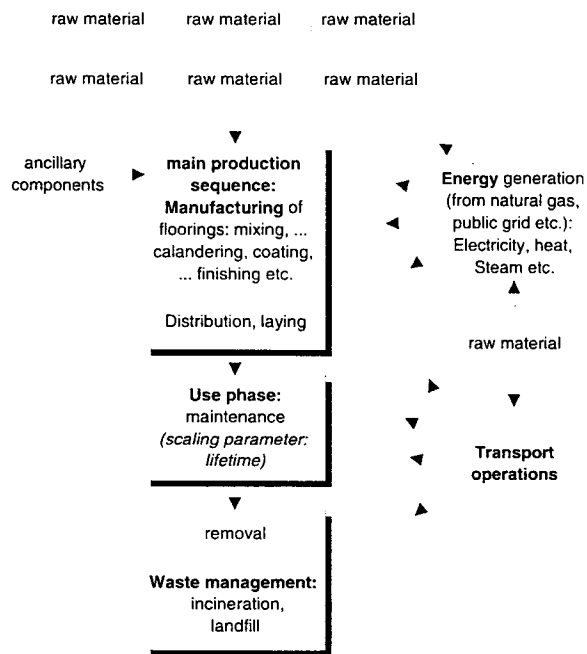 raw material raw material raw material
raw material raw material raw material
ancillary
components
main production
sequence:
Manufacturing of
floorings: mixing, ...
calandering, coating,
... finishing etc.
Distribution, laying
Energy generation
(from natural gas,
public grid etc.):
Electricity, heat,
Steam etc.
raw material
Use phase:
maintenance
(scaling parameter:
lifetime)
Transport
operations
removal
Waste management:
incineration,
landfill